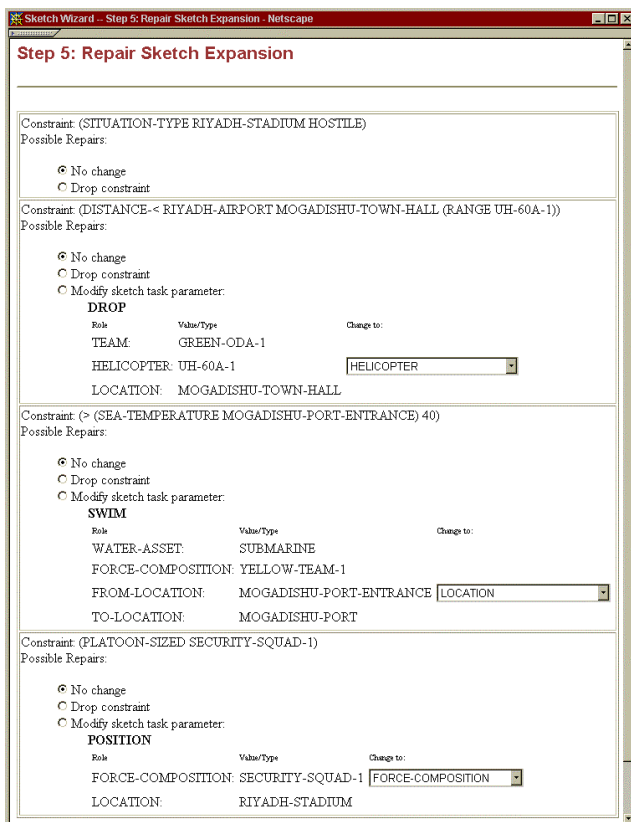 Sketch Wizard -- Step 5: Repair Sketch Expansion - Netscape
Step 5: Repair Sketch Expansion
Constraint: (SITUATION-TYPE RIYADH-STADIUM HOSTILE)
Possible Repairs:
No change
Drop constraint
Constraint: (DISTANCE-< RIYADH-AIRPORT MOGADISHU-TOWN-HALL (RANGE UH-60A-1))
Possible Repairs:
No change
Drop constraint
Modify sketch task parameter:
DROP
Role Value/Type Change to:
TEAM: GREEN-ODA-1
HELICOPTER: UH-60A-1 HELICOPTER
LOCATION: MOGADISHU-TOWN-HALL
Constraint: (> (SEA-TEMPERATURE MOGADISHU-PORT-ENTRANCE) 40)
Possible Repairs:
No change
Drop constraint
Modify sketch task parameter:
SWIM
Role Value/Type Change to:
WATER-ASSET: SUBMARINE
FORCE-COMPOSITION: YELLOW-TEAM-1
FROM-LOCATION: MOGADISHU-PORT-ENTRANCE LOCATION
TO-LOCATION: MOGADISHU-PORT
Constraint: (PLATOON-SIZED SECURITY-SQUAD-1)
Possible Repairs:
No change
Drop constraint
Modify sketch task parameter:
POSITION
Role Value/Type Change to:
FORCE-COMPOSITION: SECURITY-SQUAD-1 FORCE-COMPOSITION
LOCATION: RIYADH-STADIUM